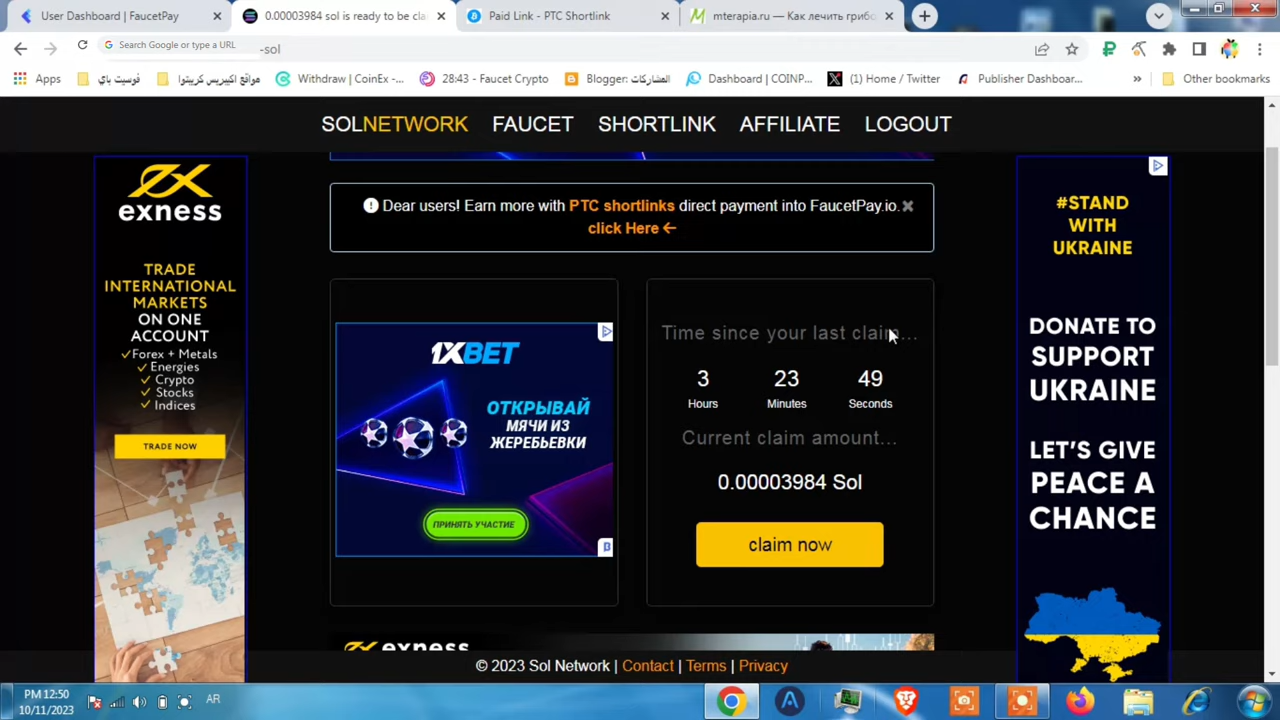 User Dashboard | FaucetPay
0.00003984 sol is ready to be clai
Paid Link - PTC Shortlink
mterapia.ru — Как лечить грибо
Search Google or type a URL
-sol
Apps
فوسيت باي
مواقع اكبيرس كريبتوا
Withdraw | CoinEx -...
28:43 - Faucet Crypto
Blogger: المشاركات
Dashboard | COINP...
(1) Home / Twitter
Publisher Dashboar...
»
Other bookmarks
SOLNETWORK
FAUCET
SHORTLINK
AFFILIATE
LOGOUT
exness
TRADE
INTERNATIONAL
MARKETS
ON ONE
ACCOUNT
✓Forex + Metals
✓Energies
✓Crypto
✓Stocks
✓Indices
TRADE NOW
Dear users! Earn more with PTC shortlinks direct payment into FaucetPay.io.
click Here ←
1XBET
ОТКРЫВАЙ
МЯЧИ ИЗ
ЖЕРЕБЬЕВКИ
ПРИНЯТЬ УЧАСТИЕ
Time since your last claim...
3 23 49
Hours Minutes Seconds
Current claim amount...
0.00003984 Sol
claim now
#STAND
WITH
UKRAINE
DONATE TO
SUPPORT
UKRAINE
LET'S GIVE
PEACE A
CHANCE
exness
© 2023 Sol Network | Contact | Terms | Privacy
PM 12:50
10/11/2023
AR